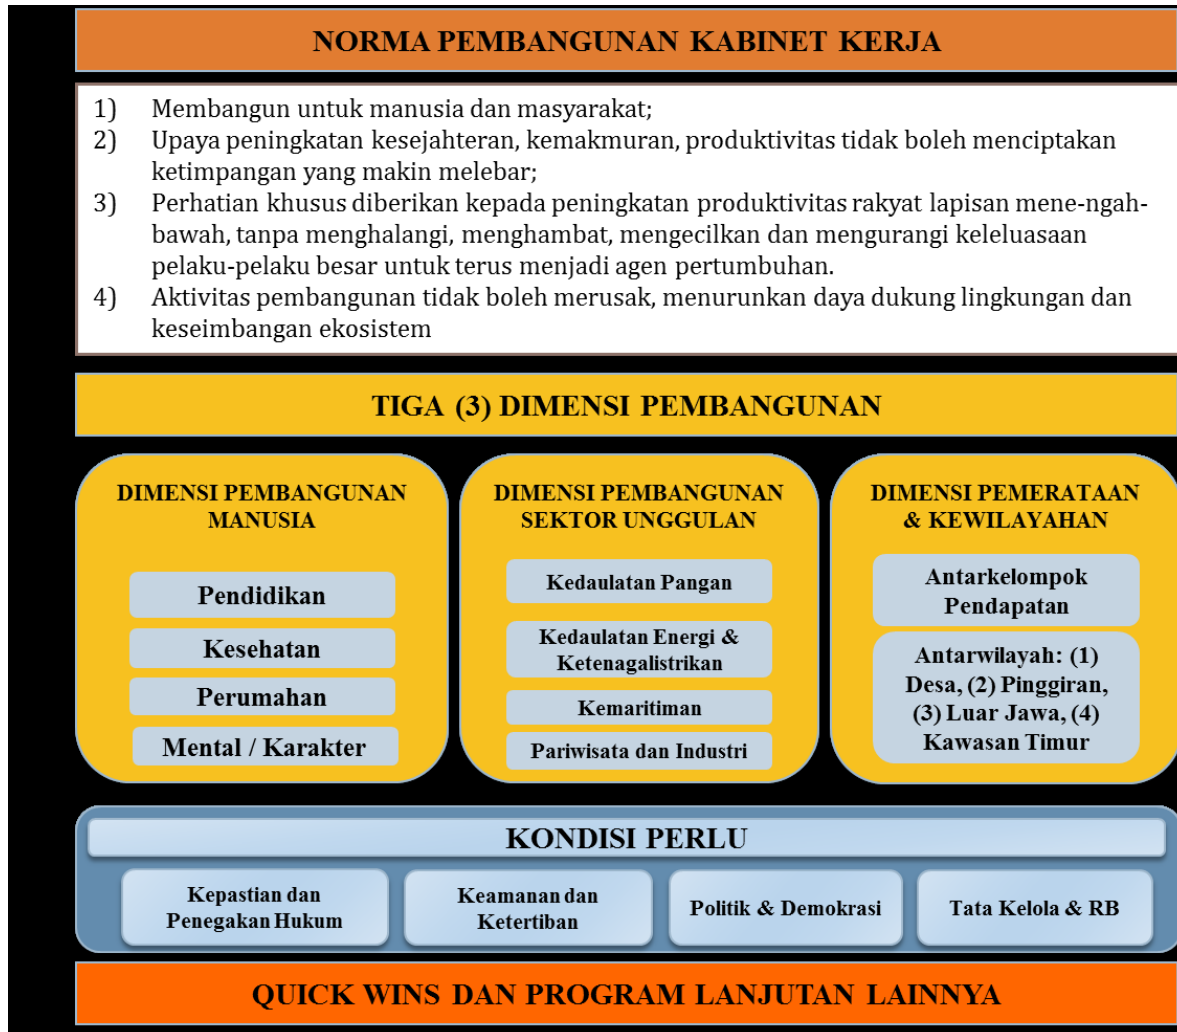 NORMA PEMBANGUNAN KABINET KERJA
1) Membangun untuk manusia dan masyarakat;
2) Upaya peningkatan kesejahteran, kemakmuran, produktivitas tidak boleh menciptakan
ketimpangan yang makin melebar;
3) Perhatian khusus diberikan kepada peningkatan produktivitas rakyat lapisan mene-ngah-
bawah, tanpa menghalangi, menghambat, mengecilkan dan mengurangi keleluasaan
pelaku-pelaku besar untuk terus menjadi agen pertumbuhan.
4) Aktivitas pembangunan tidak boleh merusak, menurunkan daya dukung lingkungan dan
keseimbangan ekosistem
TIGA (3) DIMENSI PEMBANGUNAN
DIMENSI PEMBANGUNAN
MANUSIA
Pendidikan
Kesehatan
Perumahan
Mental / Karakter
DIMENSI PEMBANGUNAN
SEKTOR UNGGULAN
Kedaulatan Pangan
Kedaulatan Energi &
Ketenagalistrikan
Kemaritiman
Pariwisata dan Industri
DIMENSI PEMERATAAN
& KEWILAYAHAN
Antarkelompok
Pendapatan
Antarwilayah: (1)
Desa, (2) Pinggiran,
(3) Luar Jawa, (4)
Kawasan Timur
KONDISI PERLU
Kepastian dan
Penegakan Hukum
Keamanan dan
Ketertiban
Politik & Demokrasi
Tata Kelola & RB
QUICK WINS DAN PROGRAM LANJUTAN LAINNYA